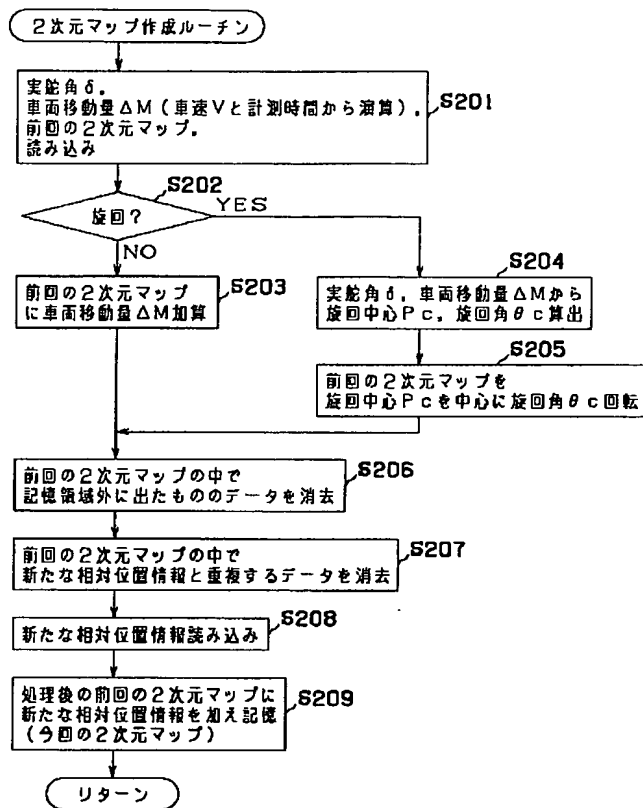 2次元マップ作成ルーチン
S201
実舵角δ,
車両移動量ΔM(車速Vと計測時間から演算),
前回の2次元マップ,
読み込み
S202
旋回?
YES
NO
S203
前回の2次元マップ
に車両移動量ΔM加算
S204
実舵角δ,車両移動量ΔMから
旋回中心Pc,旋回角θc算出
S205
前回の2次元マップを
旋回中心Pcを中心に旋回角θc回転
S206
前回の2次元マップの中で
記憶領域外に出たもののデータを消去
S207
前回の2次元マップの中で
新たな相対位置情報と重複するデータを消去
S208
新たな相対位置情報読み込み
S209
処理後の前回の2次元マップに
新たな相対位置情報を加え記憶
(今回の2次元マップ)
リターン